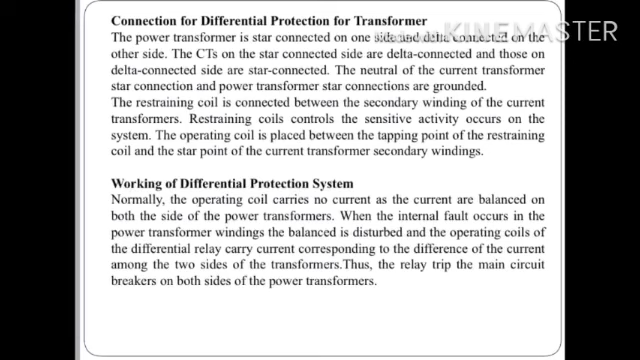 KINEMASTER
Connection for Differential Protection for Transformer
The power transformer is star connected on one side and delta connected on the
other side. The CTs on the star connected side are delta-connected and those on
delta-connected side are star-connected. The neutral of the current transformer
star connection and power transformer star connections are grounded.
The restraining coil is connected between the secondary winding of the current
transformers. Restraining coils controls the sensitive activity occurs on the
system. The operating coil is placed between the tapping point of the restraining
coil and the star point of the current transformer secondary windings.
Working of Differential Protection System
Normally, the operating coil carries no current as the current are balanced on
both the side of the power transformers. When the internal fault occurs in the
power transformer windings the balanced is disturbed and the operating coils of
the differential relay carry current corresponding to the difference of the current
among the two sides of the transformers.Thus, the relay trip the main circuit
breakers on both sides of the power transformers.